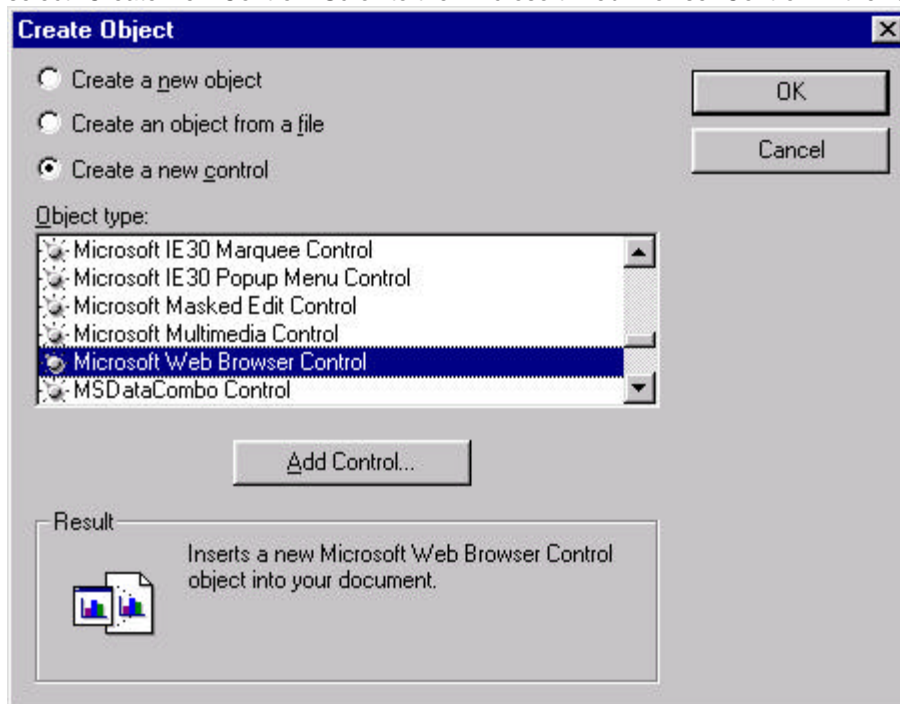 Create Object
Create a new object
Create an object from a file
Create a new control
OK
Cancel
Object type:
Microsoft IE30 Marquee Control
Microsoft IE30 Popup Menu Control
Microsoft Masked Edit Control
Microsoft Multimedia Control
Microsoft Web Browser Control
MSDataCombo Control
Add Control...
Result
Inserts a new Microsoft Web Browser Control
object into your document.